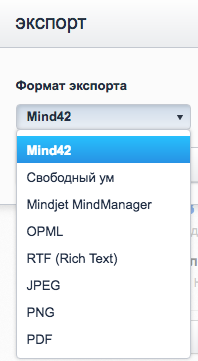 экспорт
Формат экспорта
Mind42
Mind42
Свободный ум
Mindjet MindManager
OPML
RTF (Rich Text)
JPEG
PNG
PDF